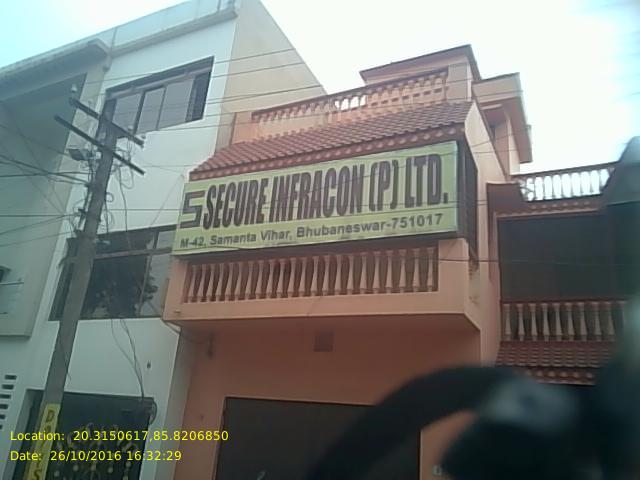 SECURE INFRACON (P) LTD.
M-42, Samanta Vihar, Bhubaneswar-751017
Location: 20.3150617,85.8206850
Date: 26/10/2016 16:32:29